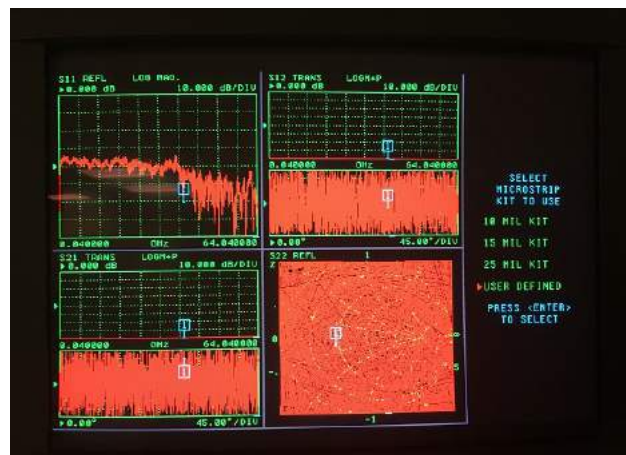 S11 REFL LOG MAG.
▶0.000 dB 10.000 dB/DIV
0.040000 GHz 64.040000
S12 TRANS LOGM+P
▶0.000 dB 10.000 dB/DIV
0.040000 GHz 64.040000
▶0.00° 45.00°/DIV
S21 TRANS LOGM+P
▶0.000 dB 10.000 dB/DIV
0.040000 GHz 64.040000
▶0.00° 45.00°/DIV
S22 REFL 1
-1
SELECT
MICROSTRIP
KIT TO USE
10 MIL KIT
15 MIL KIT
25 MIL KIT
▶USER DEFINED
PRESS <ENTER>
TO SELECT